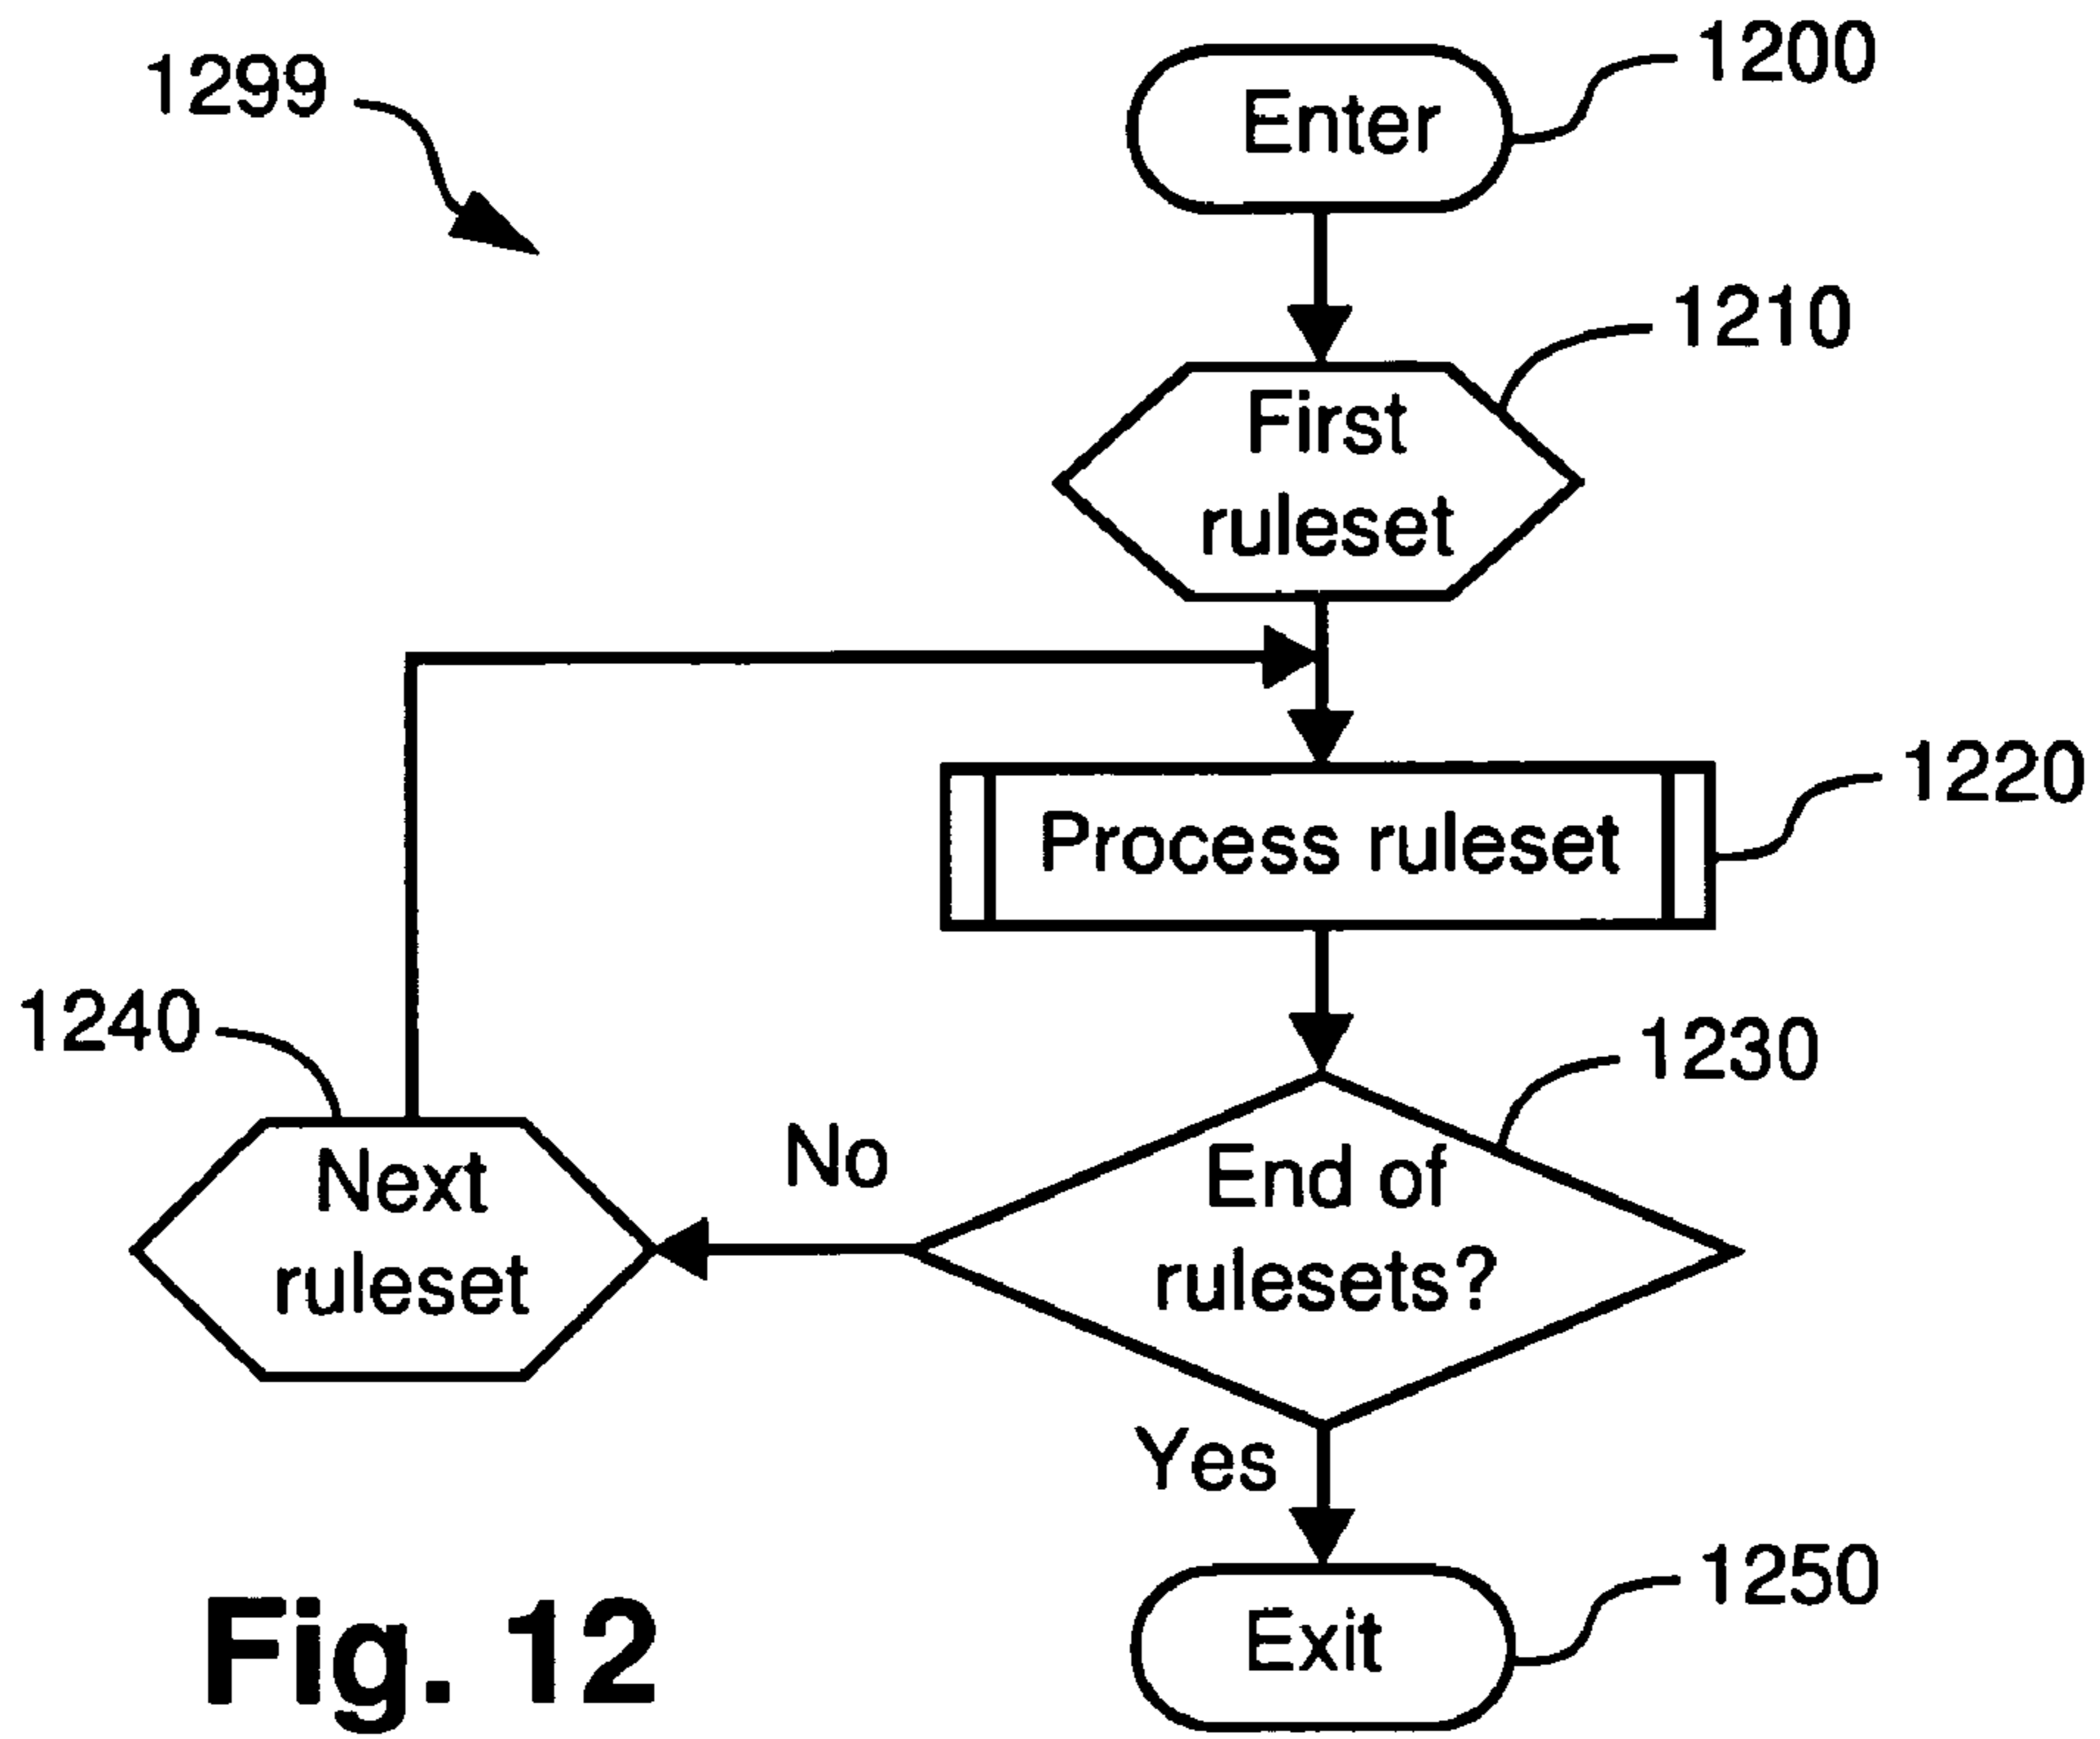 1299
1200
Enter
1210
First
ruleset
1220
Process ruleset
1240
1230
Next
ruleset
No
End of
rulesets?
Yes
1250
Exit
Fig. 12